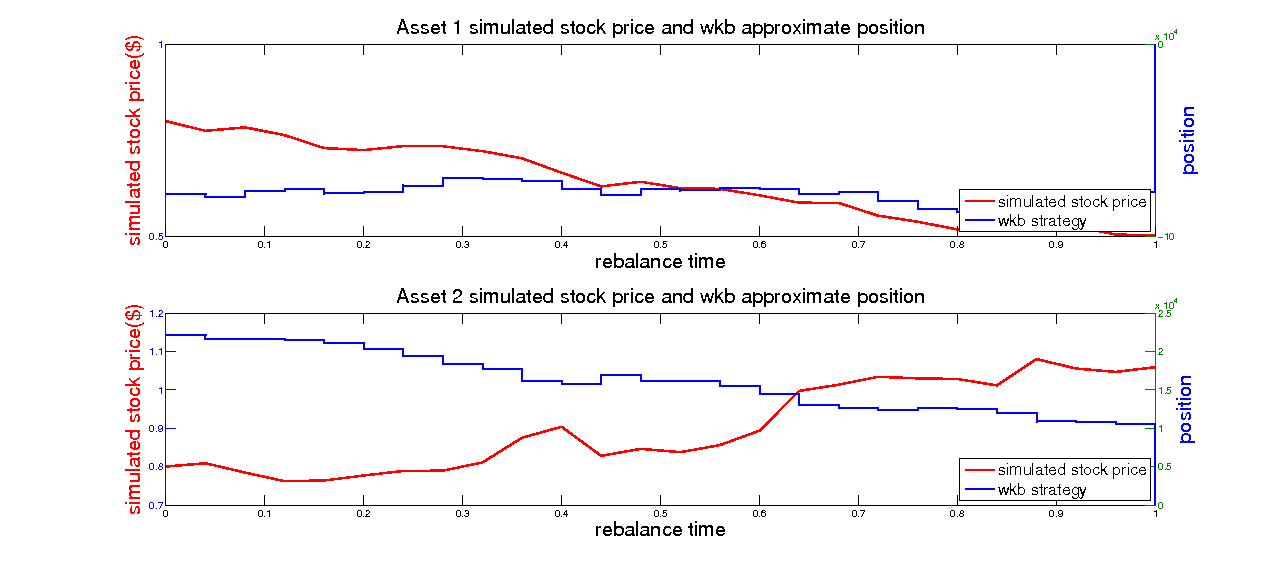 Asset 1 simulated stock price and wkb approximate position
x 10^4
1
0
simulated stock price($)
position
simulated stock price
wkb strategy
0.5
-10
0 0.1 0.2 0.3 0.4 0.5 0.6 0.7 0.8 0.9 1
rebalance time
Asset 2 simulated stock price and wkb approximate position
x 10^4
1.2
2.5
1.1
2
1
1.5
0.9
1
0.8
0.5
0.7
0
simulated stock price($)
position
simulated stock price
wkb strategy
0 0.1 0.2 0.3 0.4 0.5 0.6 0.7 0.8 0.9 1
rebalance time